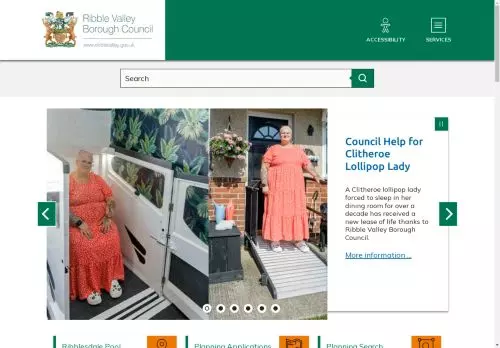 Ribble Valley
Borough Council
www.ribblevalley.gov.uk
ACCESSIBILITY
SERVICES
Search
Council Help for
Clitheroe
Lollipop Lady
A Clitheroe lollipop lady
forced to sleep in her
dining room for over a
decade has received a
new lease of life thanks to
Ribble Valley Borough
Council.
More information ...
Ribblesdale Pool
Planning Applications
Planning Search